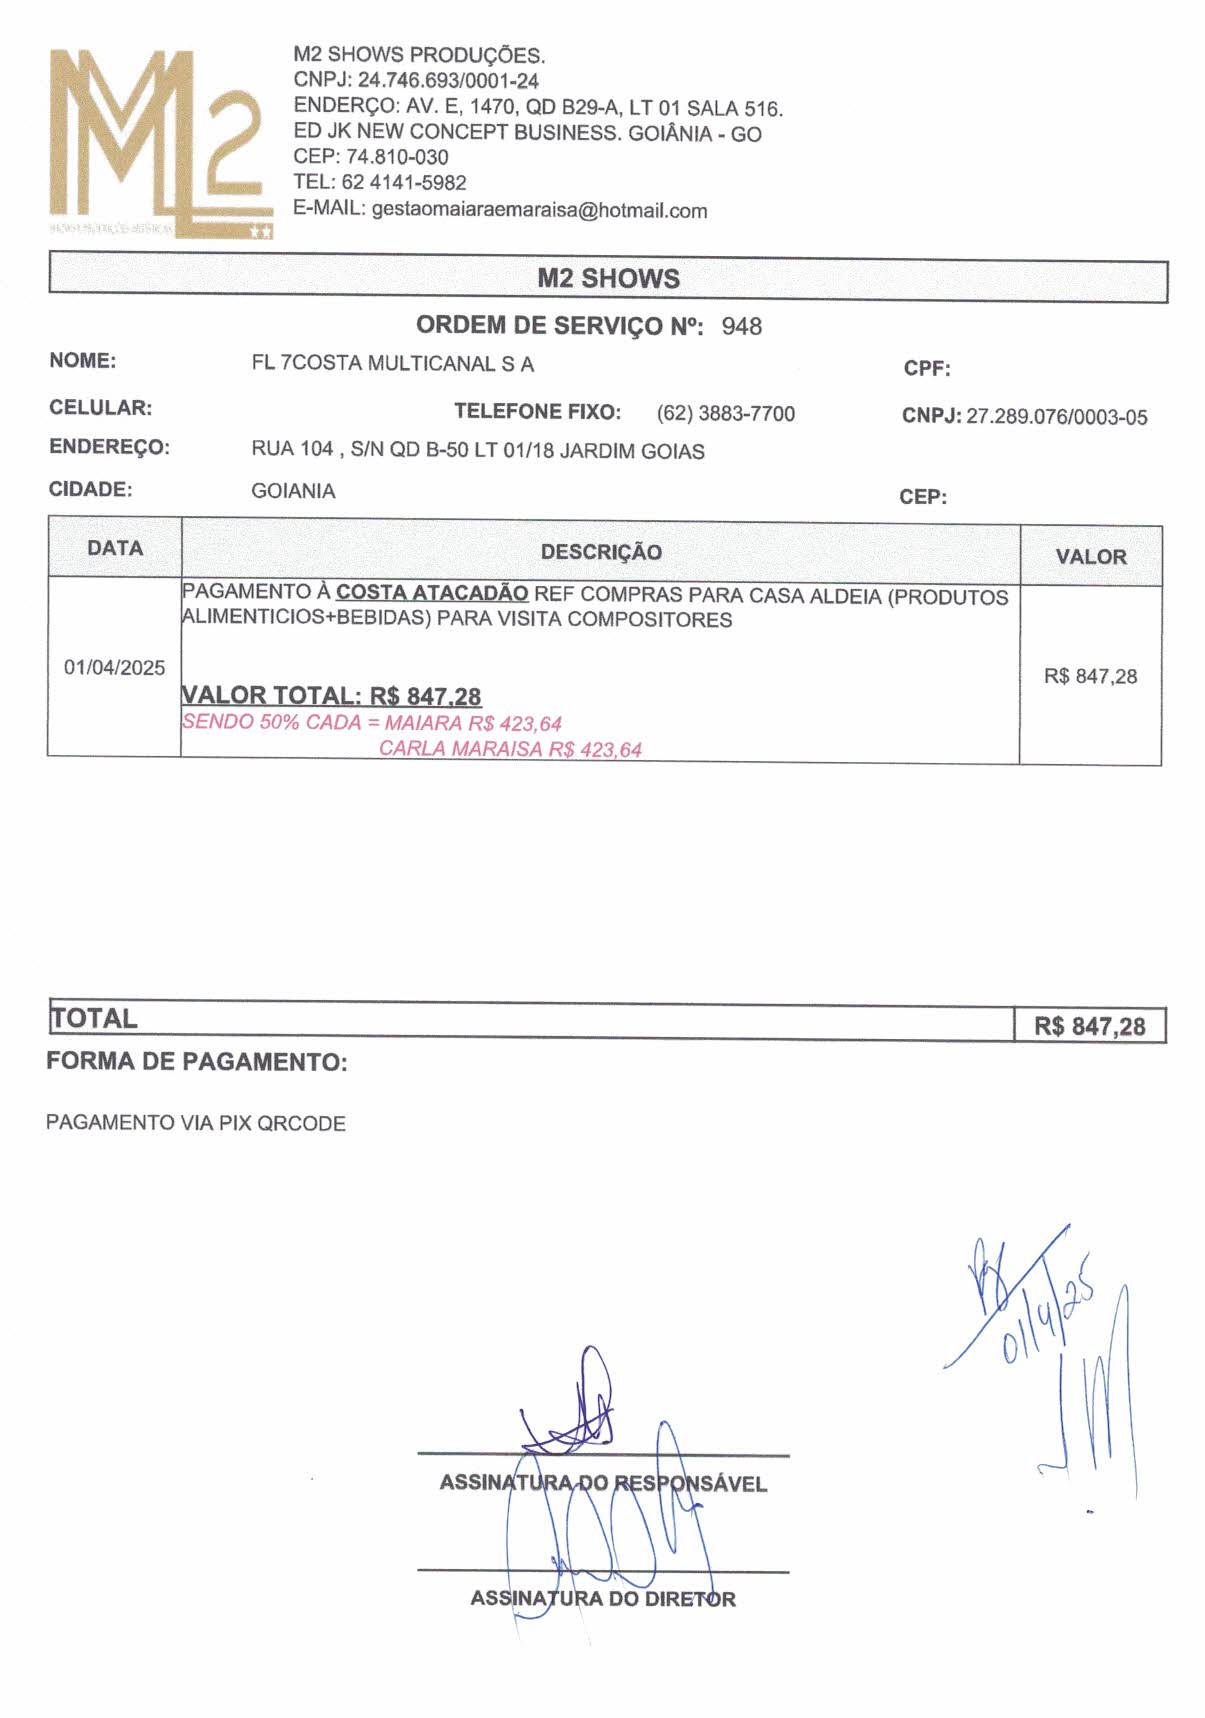 M2 SHOWS PRODUÇÕES.
CNPJ: 24.746.693/0001-24
ENDERÇO: AV. E, 1470, QD B29-A, LT 01 SALA 516.
ED JK NEW CONCEPT BUSINESS. GOIÂNIA - GO
CEP: 74.810-030
TEL: 62 4141-5982
E-MAIL: gestaomaiaraemaraisa@hotmail.com
M2 SHOWS
ORDEM DE SERVIÇO Nº: 948
NOME: FL 7COSTA MULTICANAL S A CPF:
CELULAR: TELEFONE FIXO: (62) 3883-7700 CNPJ: 27.289.076/0003-05
ENDEREÇO: RUA 104 , S/N QD B-50 LT 01/18 JARDIM GOIAS
CIDADE: GOIANIA CEP:
DATA DESCRIÇÃO VALOR
PAGAMENTO À COSTA ATACADÃO REF COMPRAS PARA CASA ALDEIA (PRODUTOS
ALIMENTICIOS+BEBIDAS) PARA VISITA COMPOSITORES
01/04/2025 R$ 847,28
VALOR TOTAL: R$ 847,28
SENDO 50% CADA = MAIARA R$ 423,64
CARLA MARAISA R$ 423,64
TOTAL R$ 847,28
FORMA DE PAGAMENTO:
PAGAMENTO VIA PIX QRCODE
01/4/25
ASSINATURA DO RESPONSÁVEL
ASSINATURA DO DIRETOR